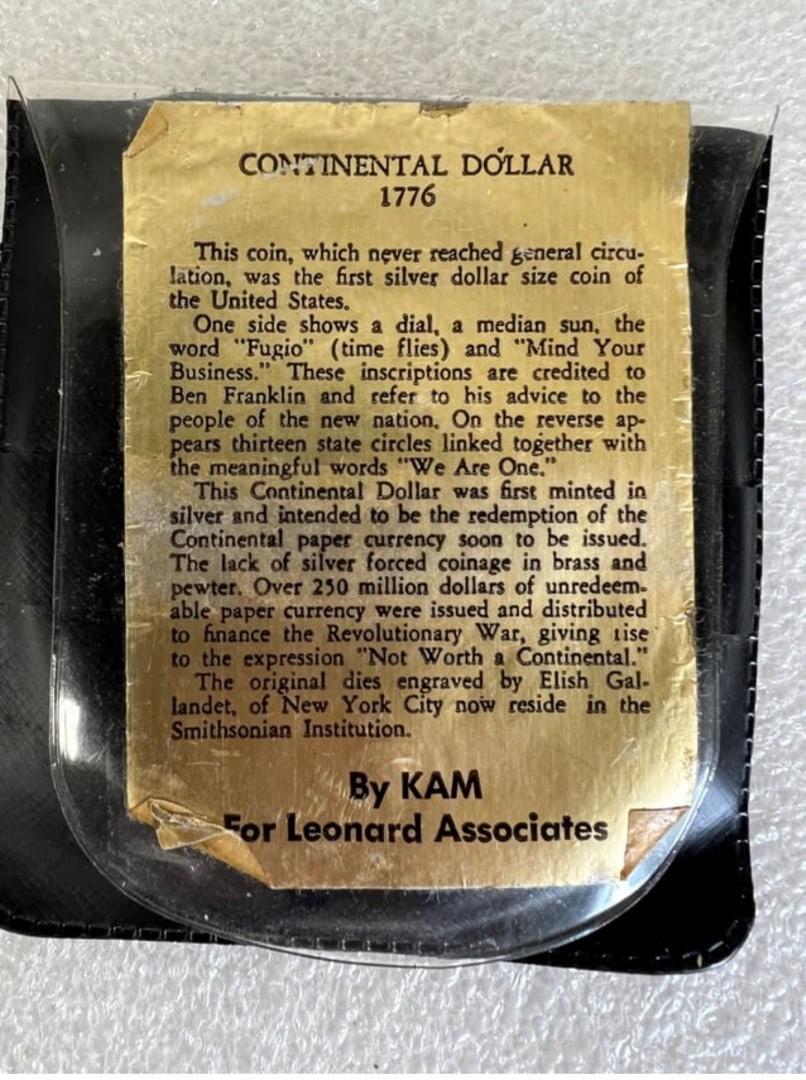 CONTINENTAL DOLLAR
1776
This coin, which never reached general circu-
lation, was the first silver dollar size coin of
the United States.
One side shows a dial, a median sun, the
word "Fugio" (time flies) and "Mind Your
Business." These inscriptions are credited to
Ben Franklin and refer to his advice to the
people of the new nation. On the reverse ap-
pears thirteen state circles linked together with
the meaningful words "We Are One."
This Continental Dollar was first minted in
silver and intended to be the redemption of the
Continental paper currency soon to be issued.
The lack of silver forced coinage in brass and
pewter. Over 250 million dollars of unredeem-
able paper currency were issued and distributed
to finance the Revolutionary War, giving rise
to the expression "Not Worth a Continental."
The original dies engraved by Elish Gal-
landet, of New York City now reside in the
Smithsonian Institution.
By KAM
For Leonard Associates